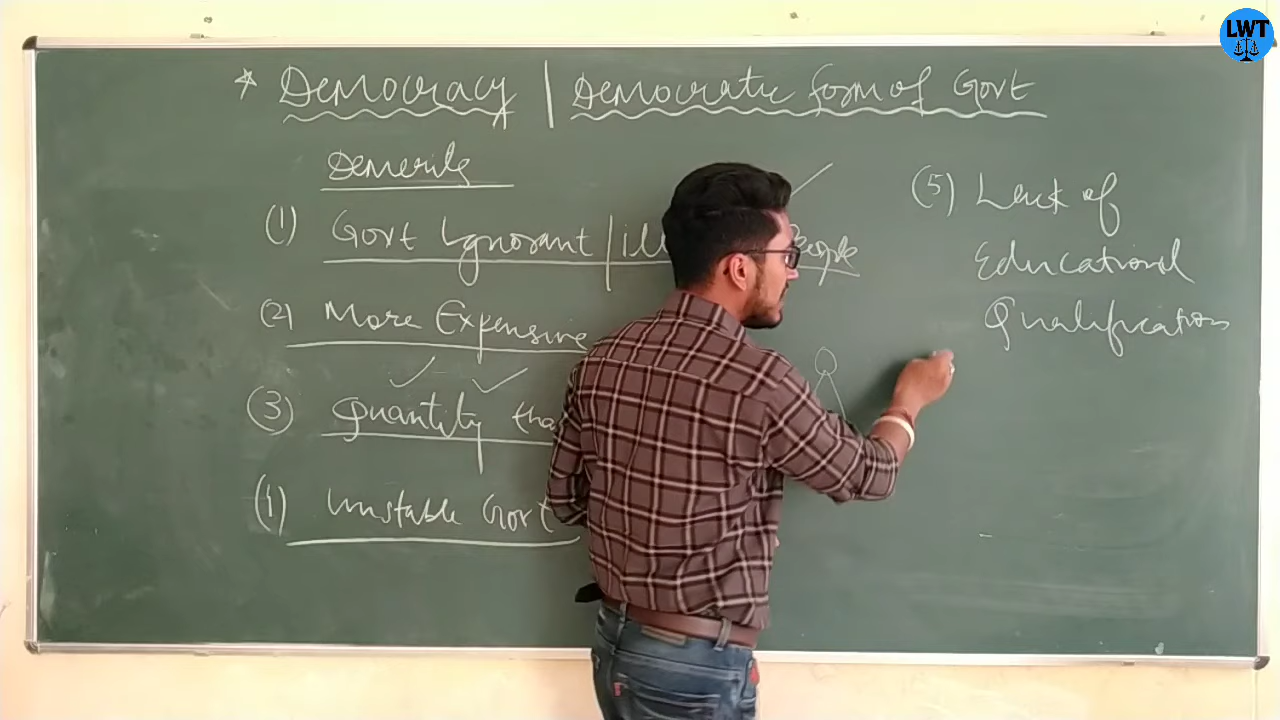 * Democracy | Democratic form of Govt
Demerits
(1) Govt Ignorant / ill People
(2) More Expensive
(3) Quantity tha
(4) Unstable Govt
(5) Lack of
Educational
Qualifications
LWT